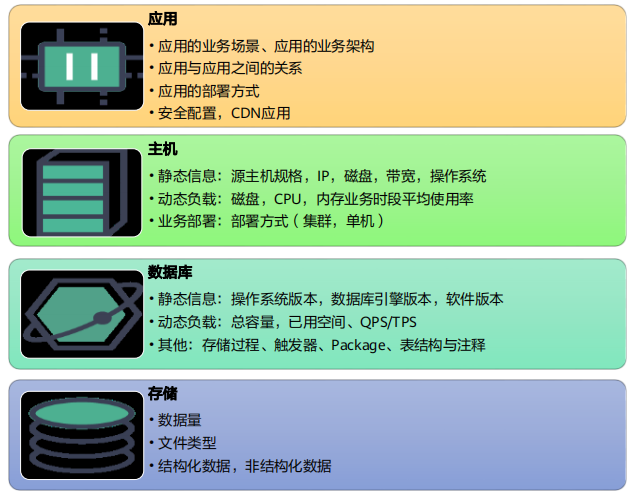 应用
• 应用的业务场景、应用的业务架构
• 应用与应用之间的关系
• 应用的部署方式
• 安全配置，CDN应用
主机
• 静态信息：源主机规格，IP，磁盘，带宽，操作系统
• 动态负载：磁盘，CPU，内存业务时段平均使用率
• 业务部署：部署方式（集群，单机）
数据库
• 静态信息：操作系统版本，数据库引擎版本，软件版本
• 动态负载：总容量，已用空间、QPS/TPS
• 其他：存储过程、触发器、Package、表结构与注释
存储
• 数据量
• 文件类型
• 结构化数据，非结构化数据